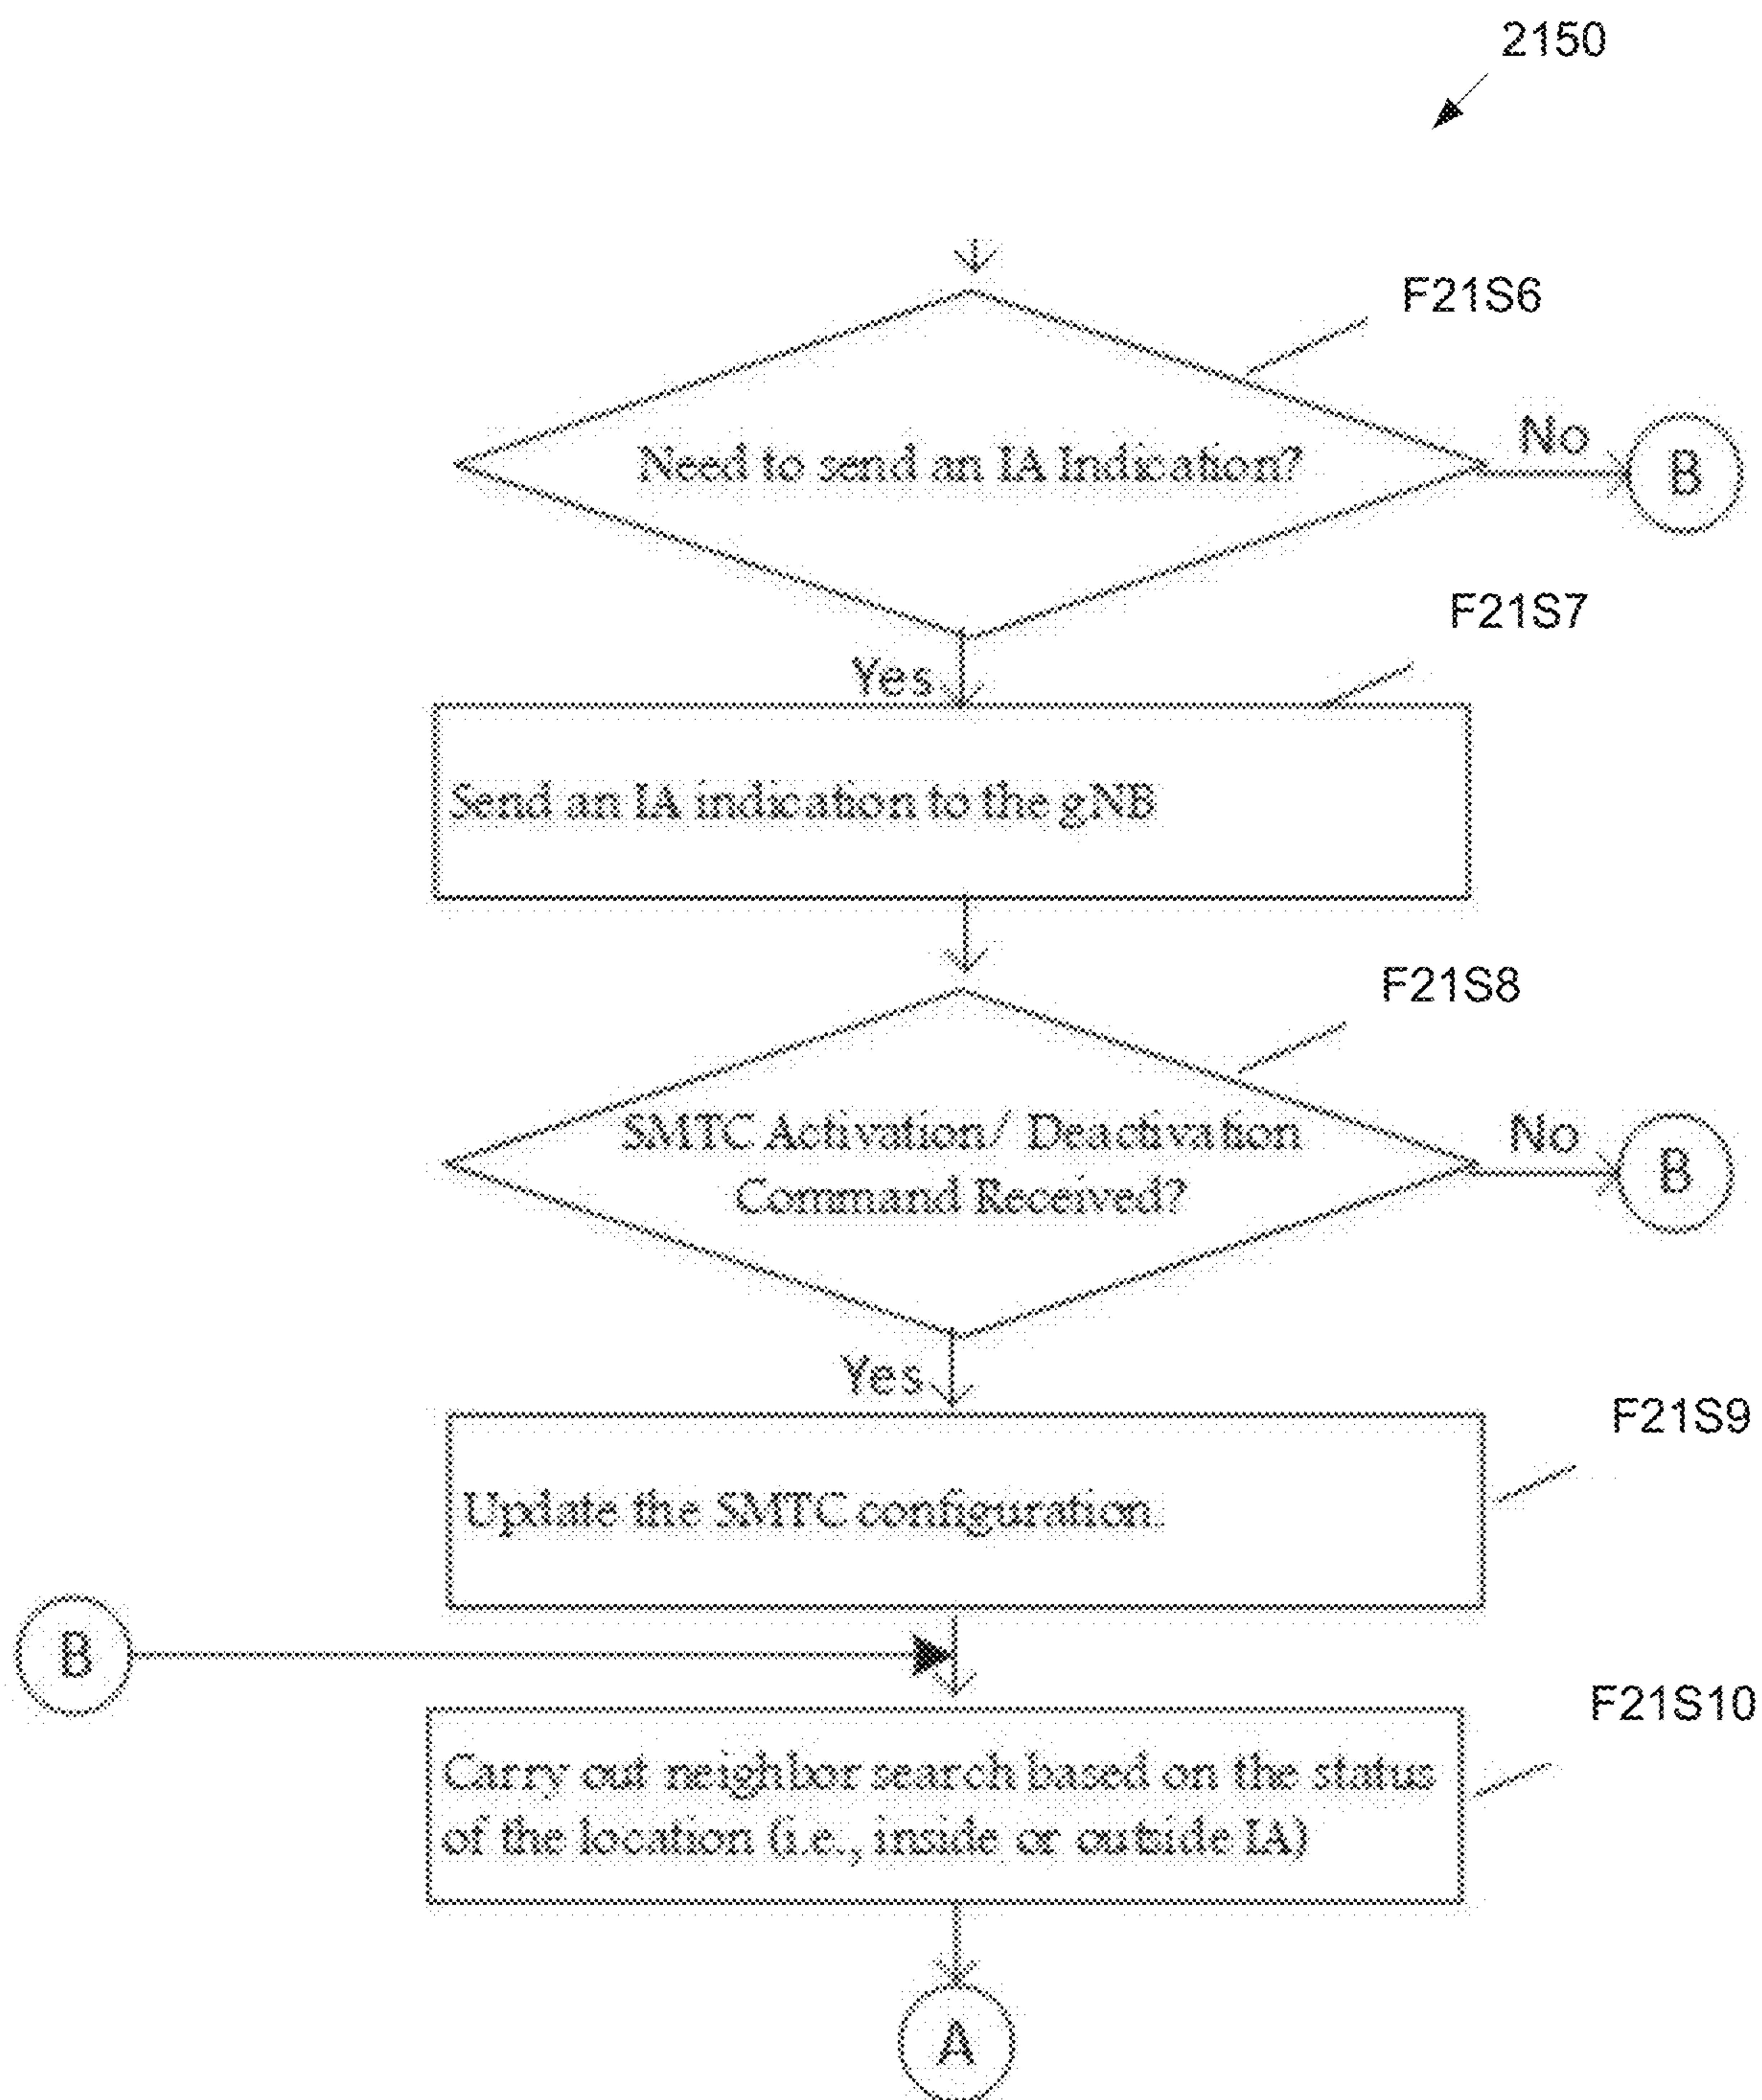 2150
F21S6
Need to send an IA Indication?
No
B
F21S7
Yes
Send an IA indication to the gNB
F21S8
SMTC Activation/ Deactivation
Command Received?
No
B
Yes
F21S9
Update the SMTC configuration.
B
F21S10
Carry out neighbor search based on the status
of the location (i.e., inside or outside IA)
A